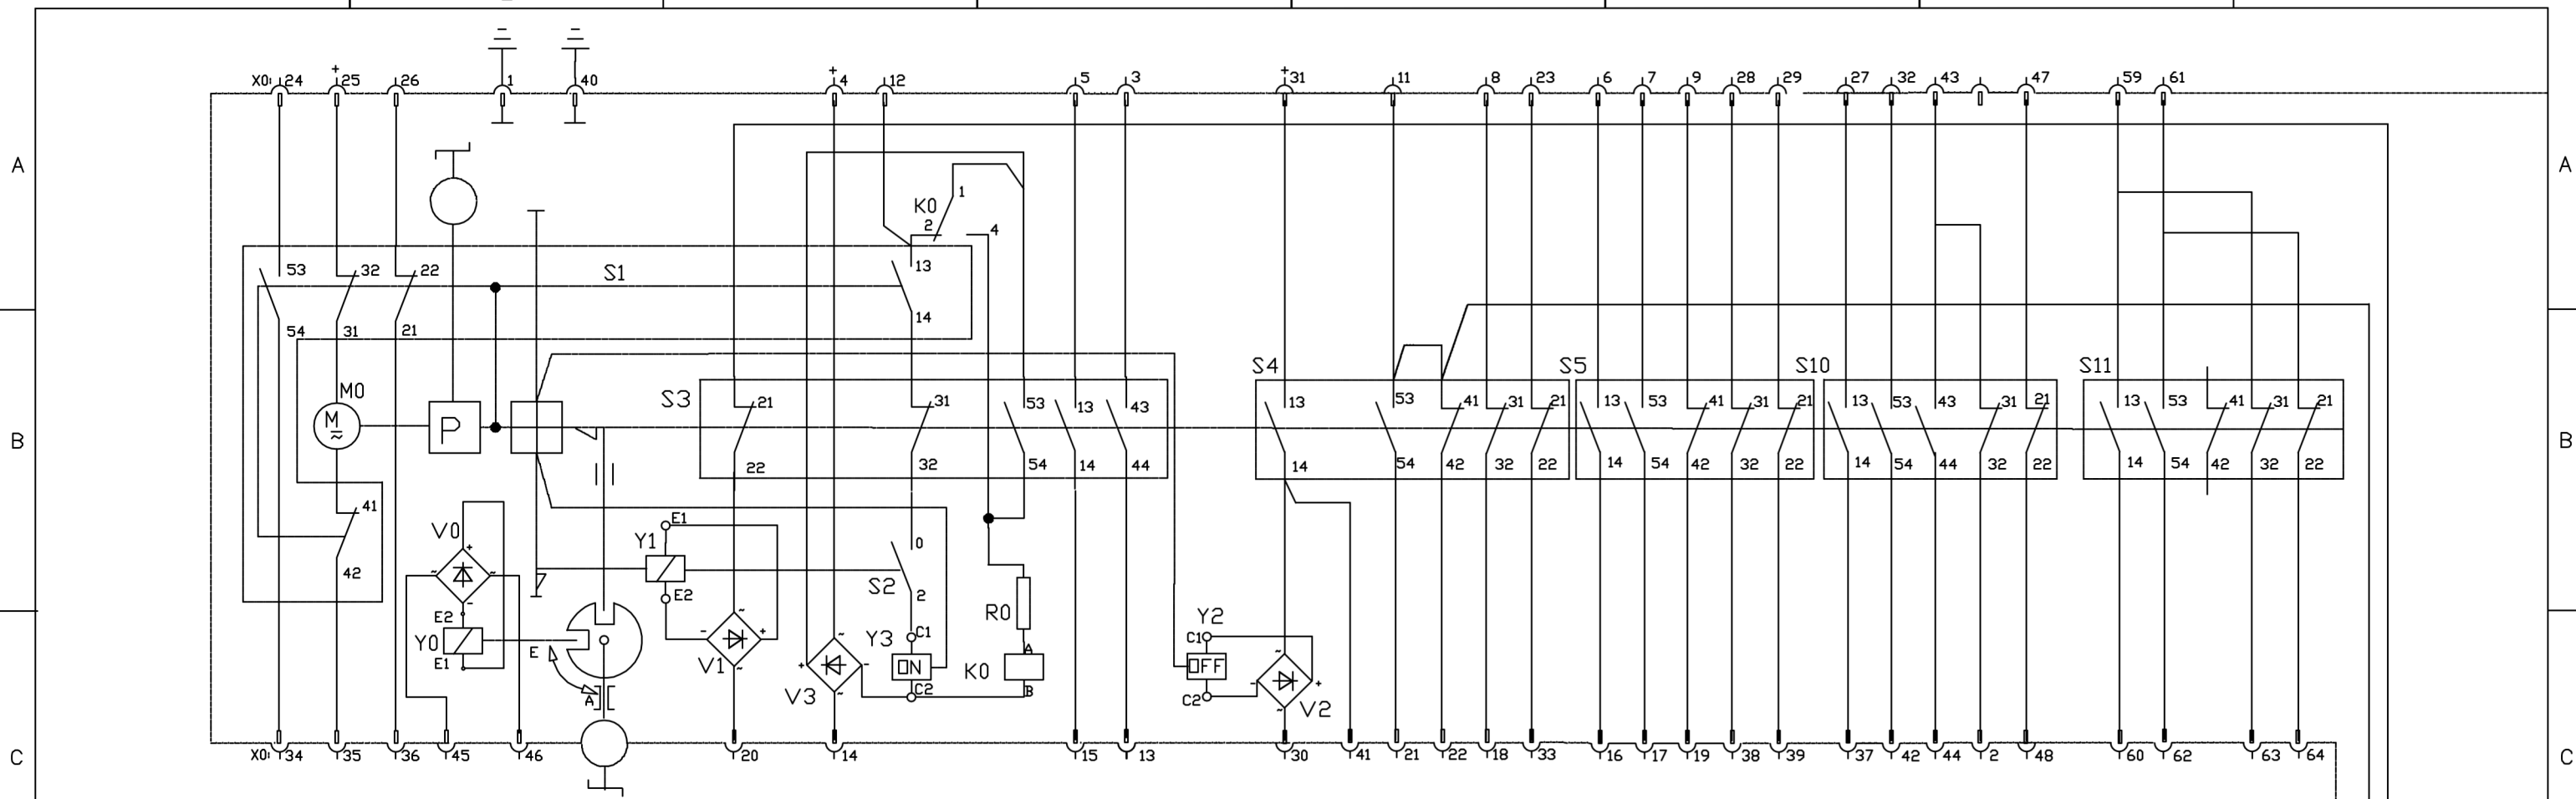 X0: 24 +25 26 1 40 +4 12 5 3 +31 11 8 23 6 7 9 28 29 27 32 43 47 59 61
A A
1
K0
2 4
53 32 22 S1 13
54 31 21 14
S4 S5 S10 S11
M0 S3
21 31 53 13 43 13 53 41 31 21 13 53 41 31 21 13 53 43 31 21 13 53 41 31 21
M ≂ P
B B
22 32 54 14 44 14 54 42 32 22 14 54 42 32 22 14 54 44 32 22 14 54 42 32 22
41
V0 E1
+
Y1 0
~ ~
42 S2
- E2 2
E2 R0 Y2
Y0 E ~ Y3 C1 C1
- + ~ A ~
E1 V1 + - ON K0 OFF - +
~ C2 B C2
A V3 ~ ~ V2
C C
X0: 34 35 36 45 46 20 14 15 13 30 41 21 22 18 33 16 17 19 38 39 37 42 44 2 48 60 62 63 64